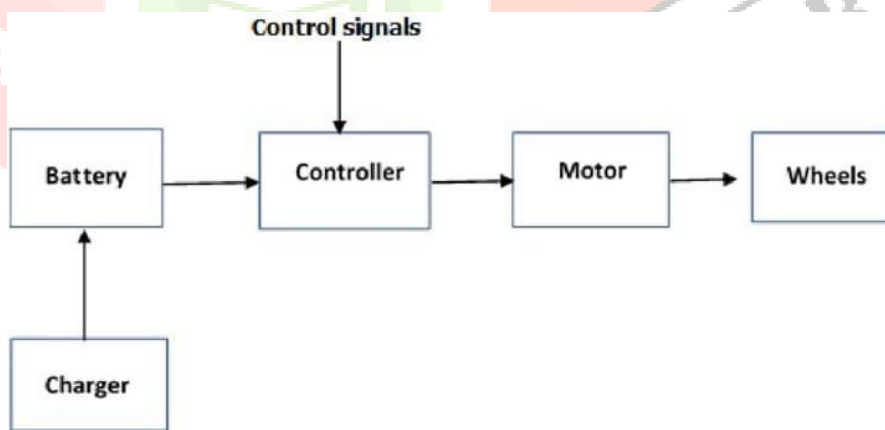 Control signals
Battery
Controller
Motor
Wheels
Charger